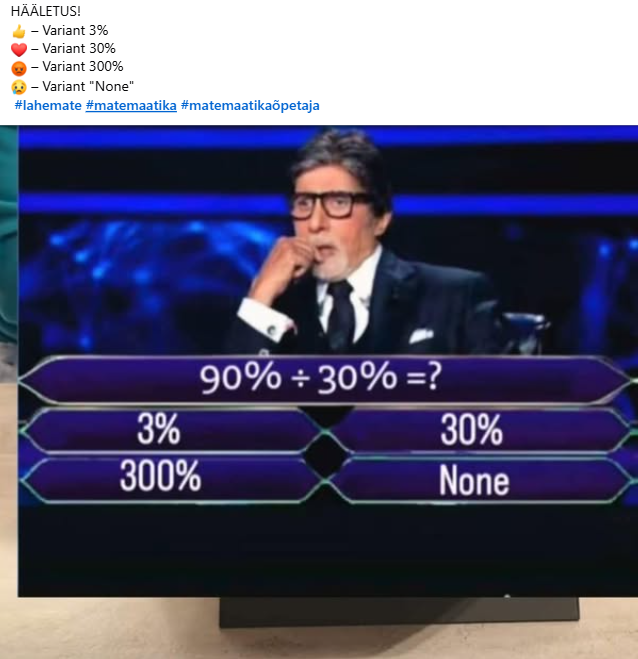 HÄÄLETUS!
👍 – Variant 3%
❤️ – Variant 30%
😡 – Variant 300%
😢 – Variant "None"
#lahemate #matemaatika #matemaatikaõpetaja
90% ÷ 30% =?
3%
30%
300%
None